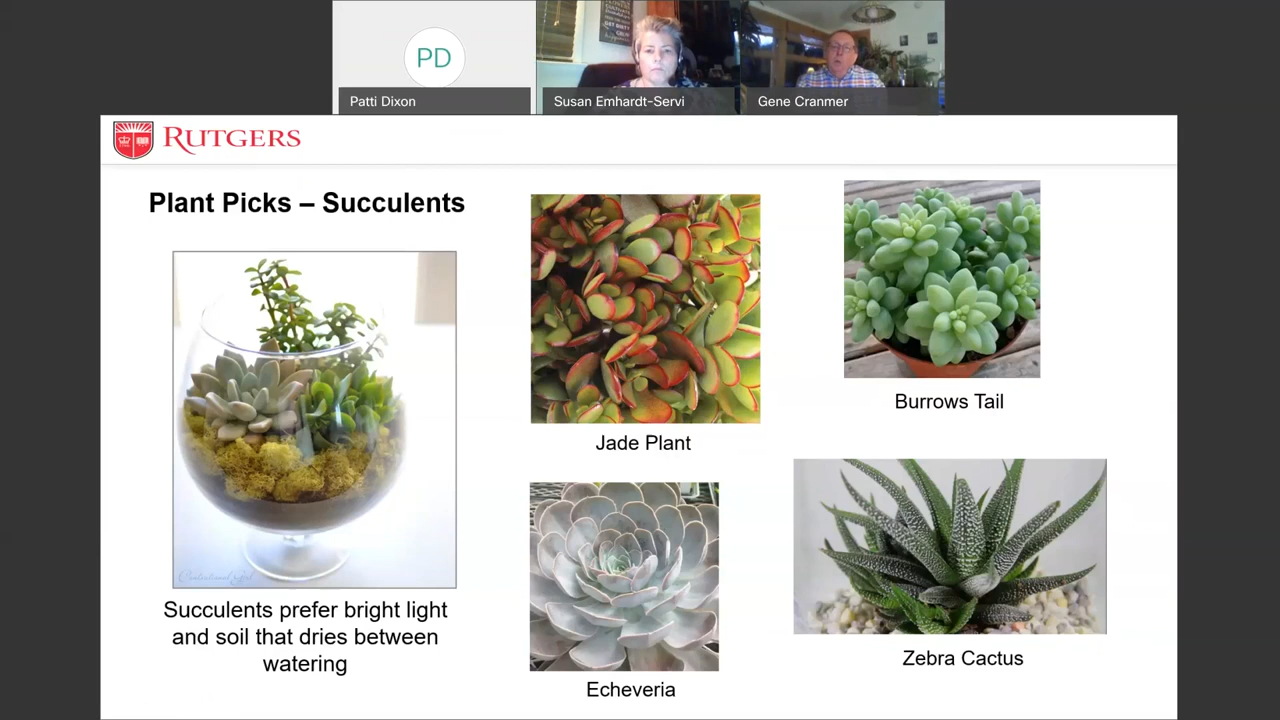 PD
Patti Dixon
Susan Emhardt-Servi
Gene Cranmer
RUTGERS
Plant Picks – Succulents
Jade Plant
Burrows Tail
Succulents prefer bright light
and soil that dries between
watering
Echeveria
Zebra Cactus